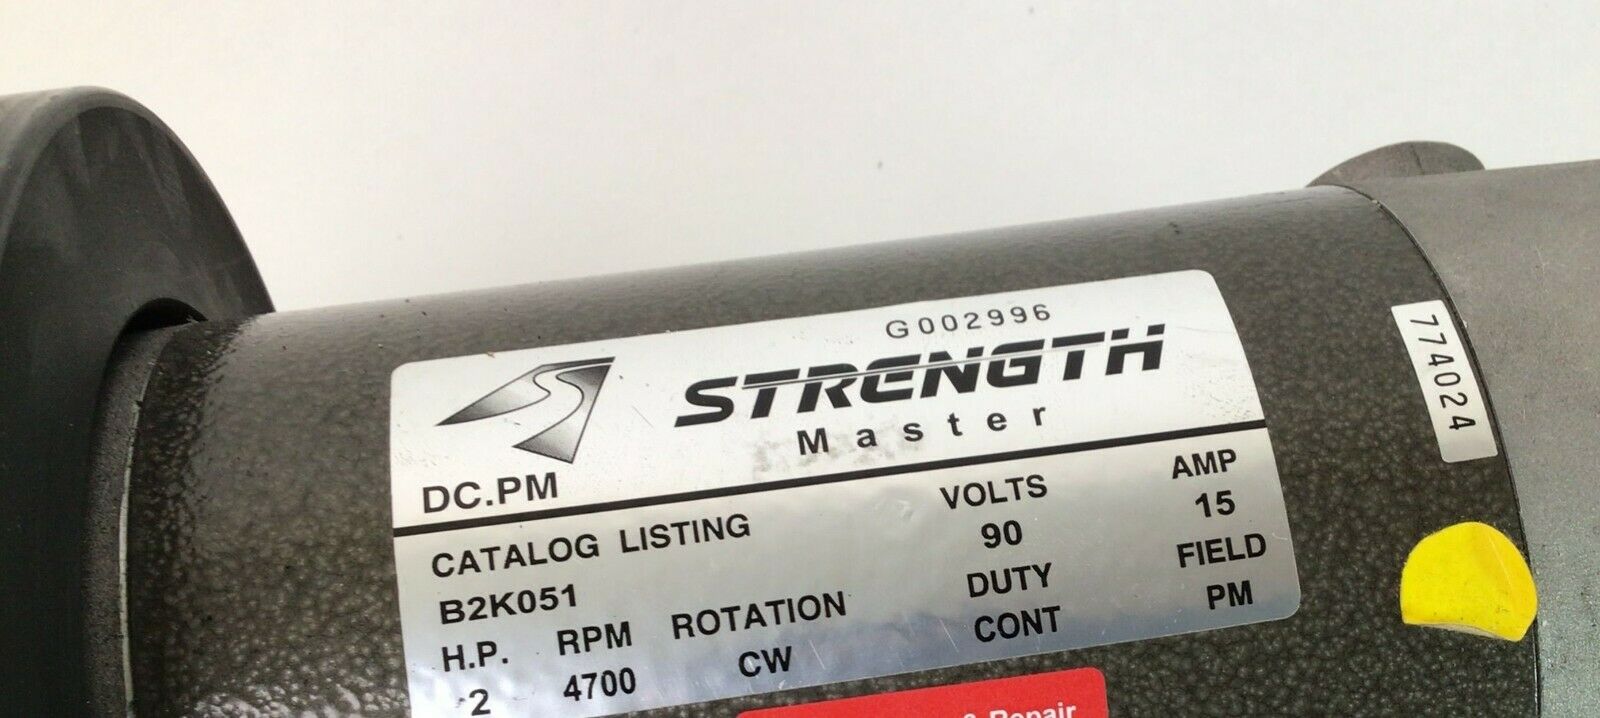 G002996
STRENGTH
Master
DC.PM
CATALOG LISTING VOLTS AMP
B2K051 90 15
H.P. RPM ROTATION DUTY FIELD
2 4700 CW CONT PM
774024
& Repair